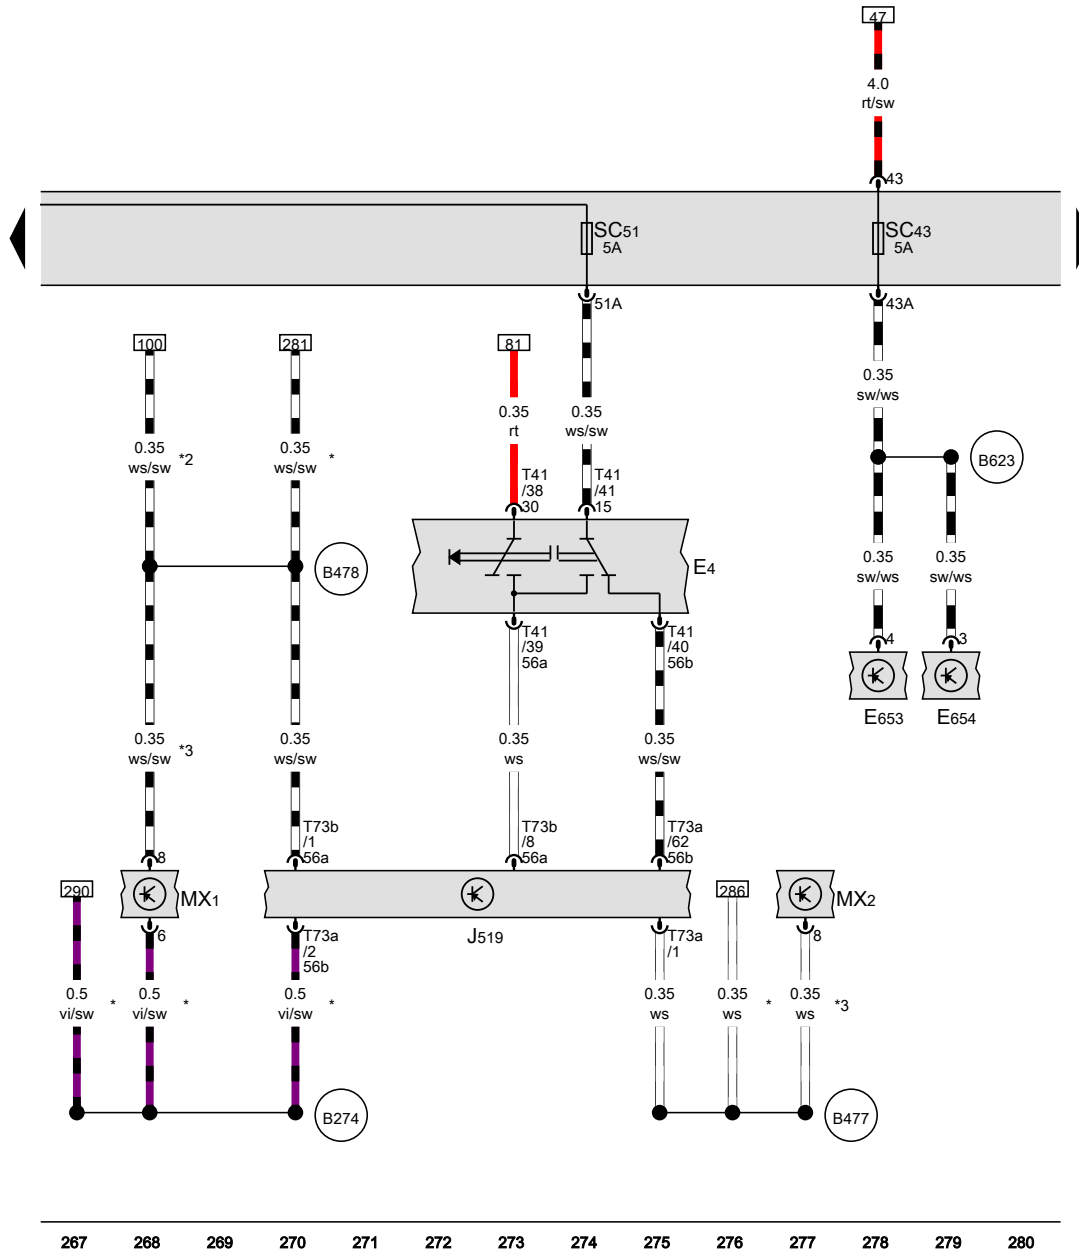 47
4.0
rt/sw
43
SC51
5A
SC43
5A
51A
43A
100
281
81
0.35
sw/ws
0.35
rt
0.35
ws/sw
0.35
ws/sw
*2
0.35
ws/sw
*
B623
T41
/38
30
T41
/41
15
B478
E4
0.35
sw/ws
0.35
sw/ws
T41
/39
56a
T41
/40
56b
4
3
E653
E654
0.35
ws/sw
*3
0.35
ws/sw
0.35
ws
0.35
ws/sw
8
T73b
/1
56a
T73b
/8
56a
T73a
/62
56b
290
MX1
286
MX2
6
T73a
/2
56b
J519
T73a
/1
8
0.5
vi/sw
*
0.5
vi/sw
*
0.5
vi/sw
*
0.35
ws
0.35
ws
*
0.35
ws
*3
B274
B477
267 268 269 270 271 272 273 274 275 276 277 278 279 280